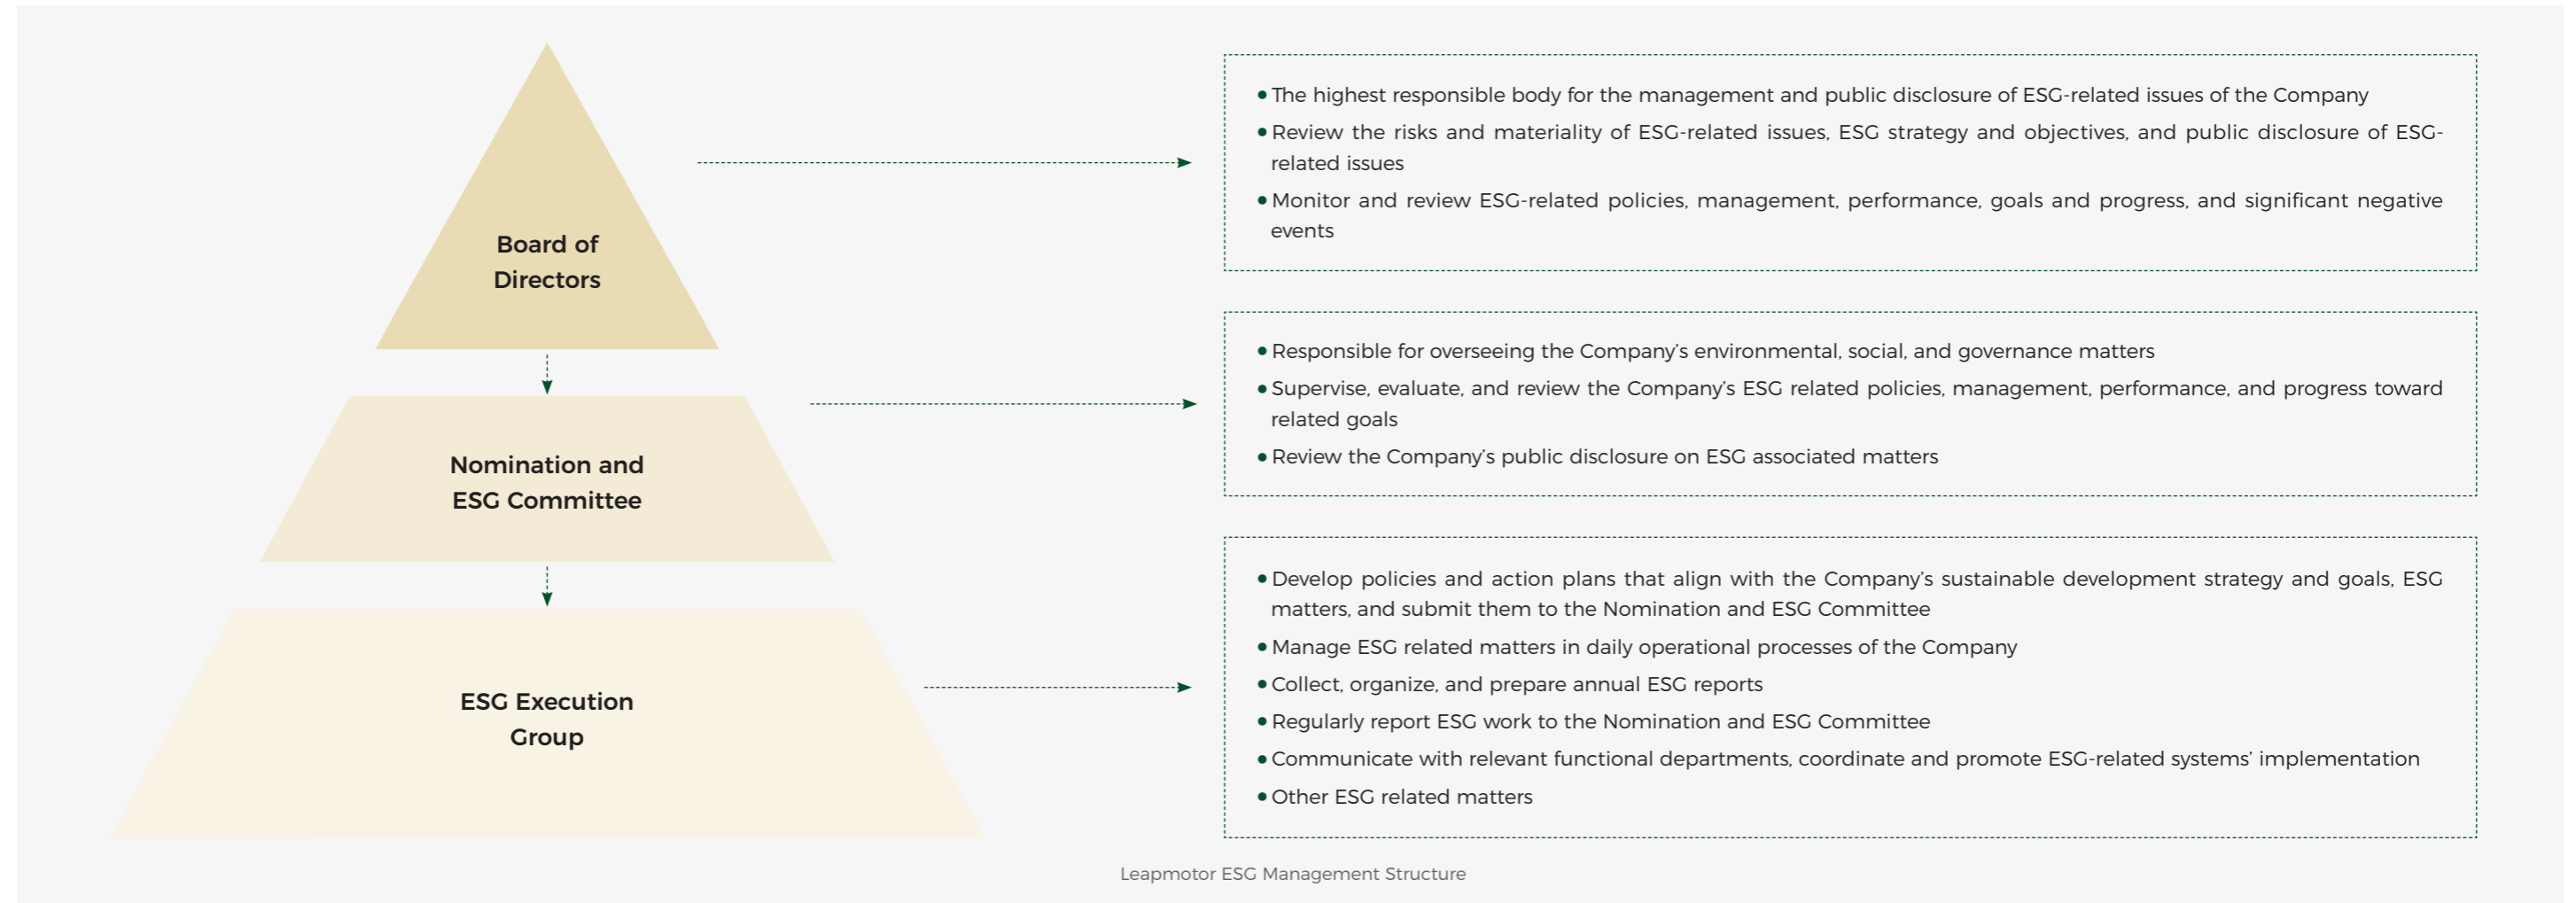 Board of
Directors
● The highest responsible body for the management and public disclosure of ESG-related issues of the Company
● Review the risks and materiality of ESG-related issues, ESG strategy and objectives, and public disclosure of ESG-
related issues
● Monitor and review ESG-related policies, management, performance, goals and progress, and significant negative
events
Nomination and
ESG Committee
● Responsible for overseeing the Company’s environmental, social, and governance matters
● Supervise, evaluate, and review the Company’s ESG related policies, management, performance, and progress toward
related goals
● Review the Company’s public disclosure on ESG associated matters
ESG Execution
Group
● Develop policies and action plans that align with the Company’s sustainable development strategy and goals, ESG
matters, and submit them to the Nomination and ESG Committee
● Manage ESG related matters in daily operational processes of the Company
● Collect, organize, and prepare annual ESG reports
● Regularly report ESG work to the Nomination and ESG Committee
● Communicate with relevant functional departments, coordinate and promote ESG-related systems’ implementation
● Other ESG related matters
Leapmotor ESG Management Structure